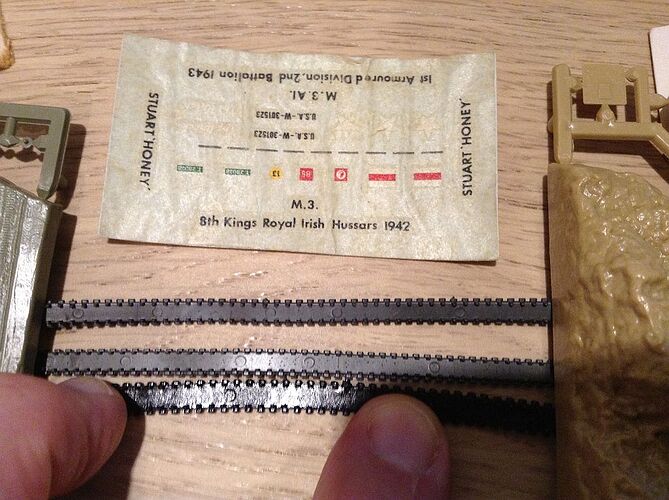 1st Armoured Division, 2nd Battalion 1943
M.3.A1.
U.S.A.-W-301523
U.S.A.-W-301523
STUART 'HONEY'
STUART 'HONEY'
13
M.3.
8th Kings Royal Irish Hussars 1942